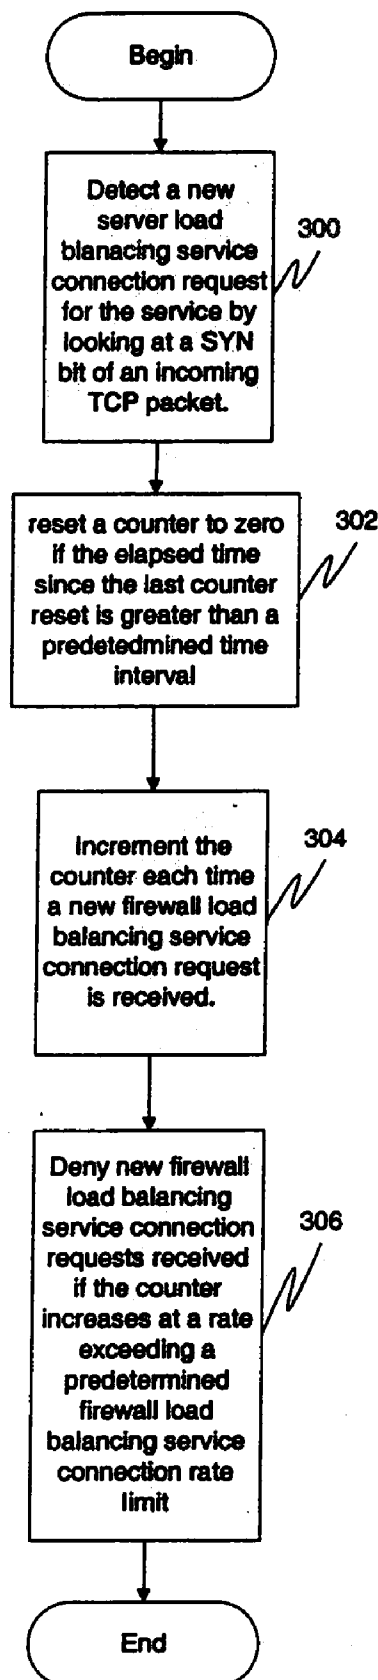 Begin
Detect a new
server load
blanacing service
connection request
for the service by
looking at a SYN
bit of an incoming
TCP packet.
300
reset a counter to zero
if the elapsed time
since the last counter
reset is greater than a
predetedmined time
interval
302
Increment the
counter each time
a new firewall load
balancing service
connection request
is received.
304
Deny new firewall
load balancing
service connection
requests received
if the counter
increases at a rate
exceeding a
predetermined
firewall load
balancing service
connection rate
limit
306
End